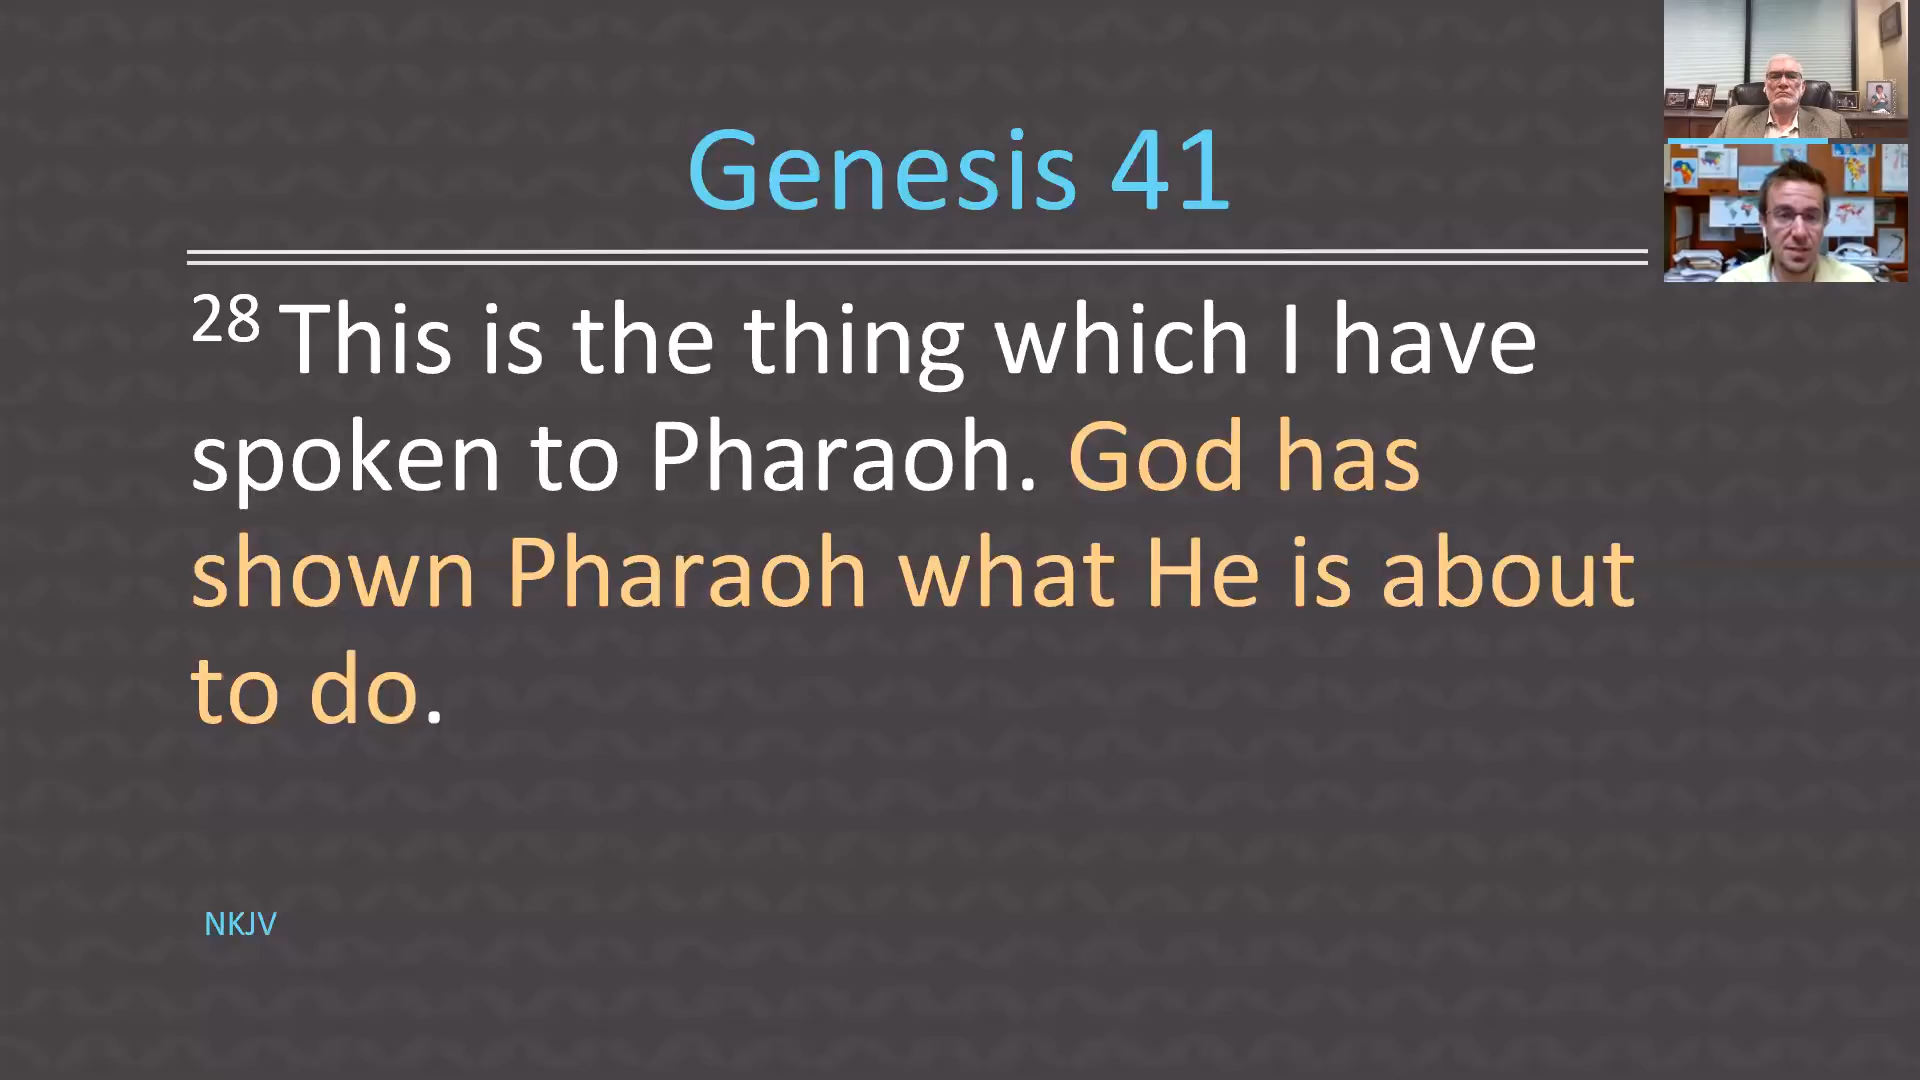 Genesis 41
28 This is the thing which I have
spoken to Pharaoh. God has
shown Pharaoh what He is about
to do.
NKJV